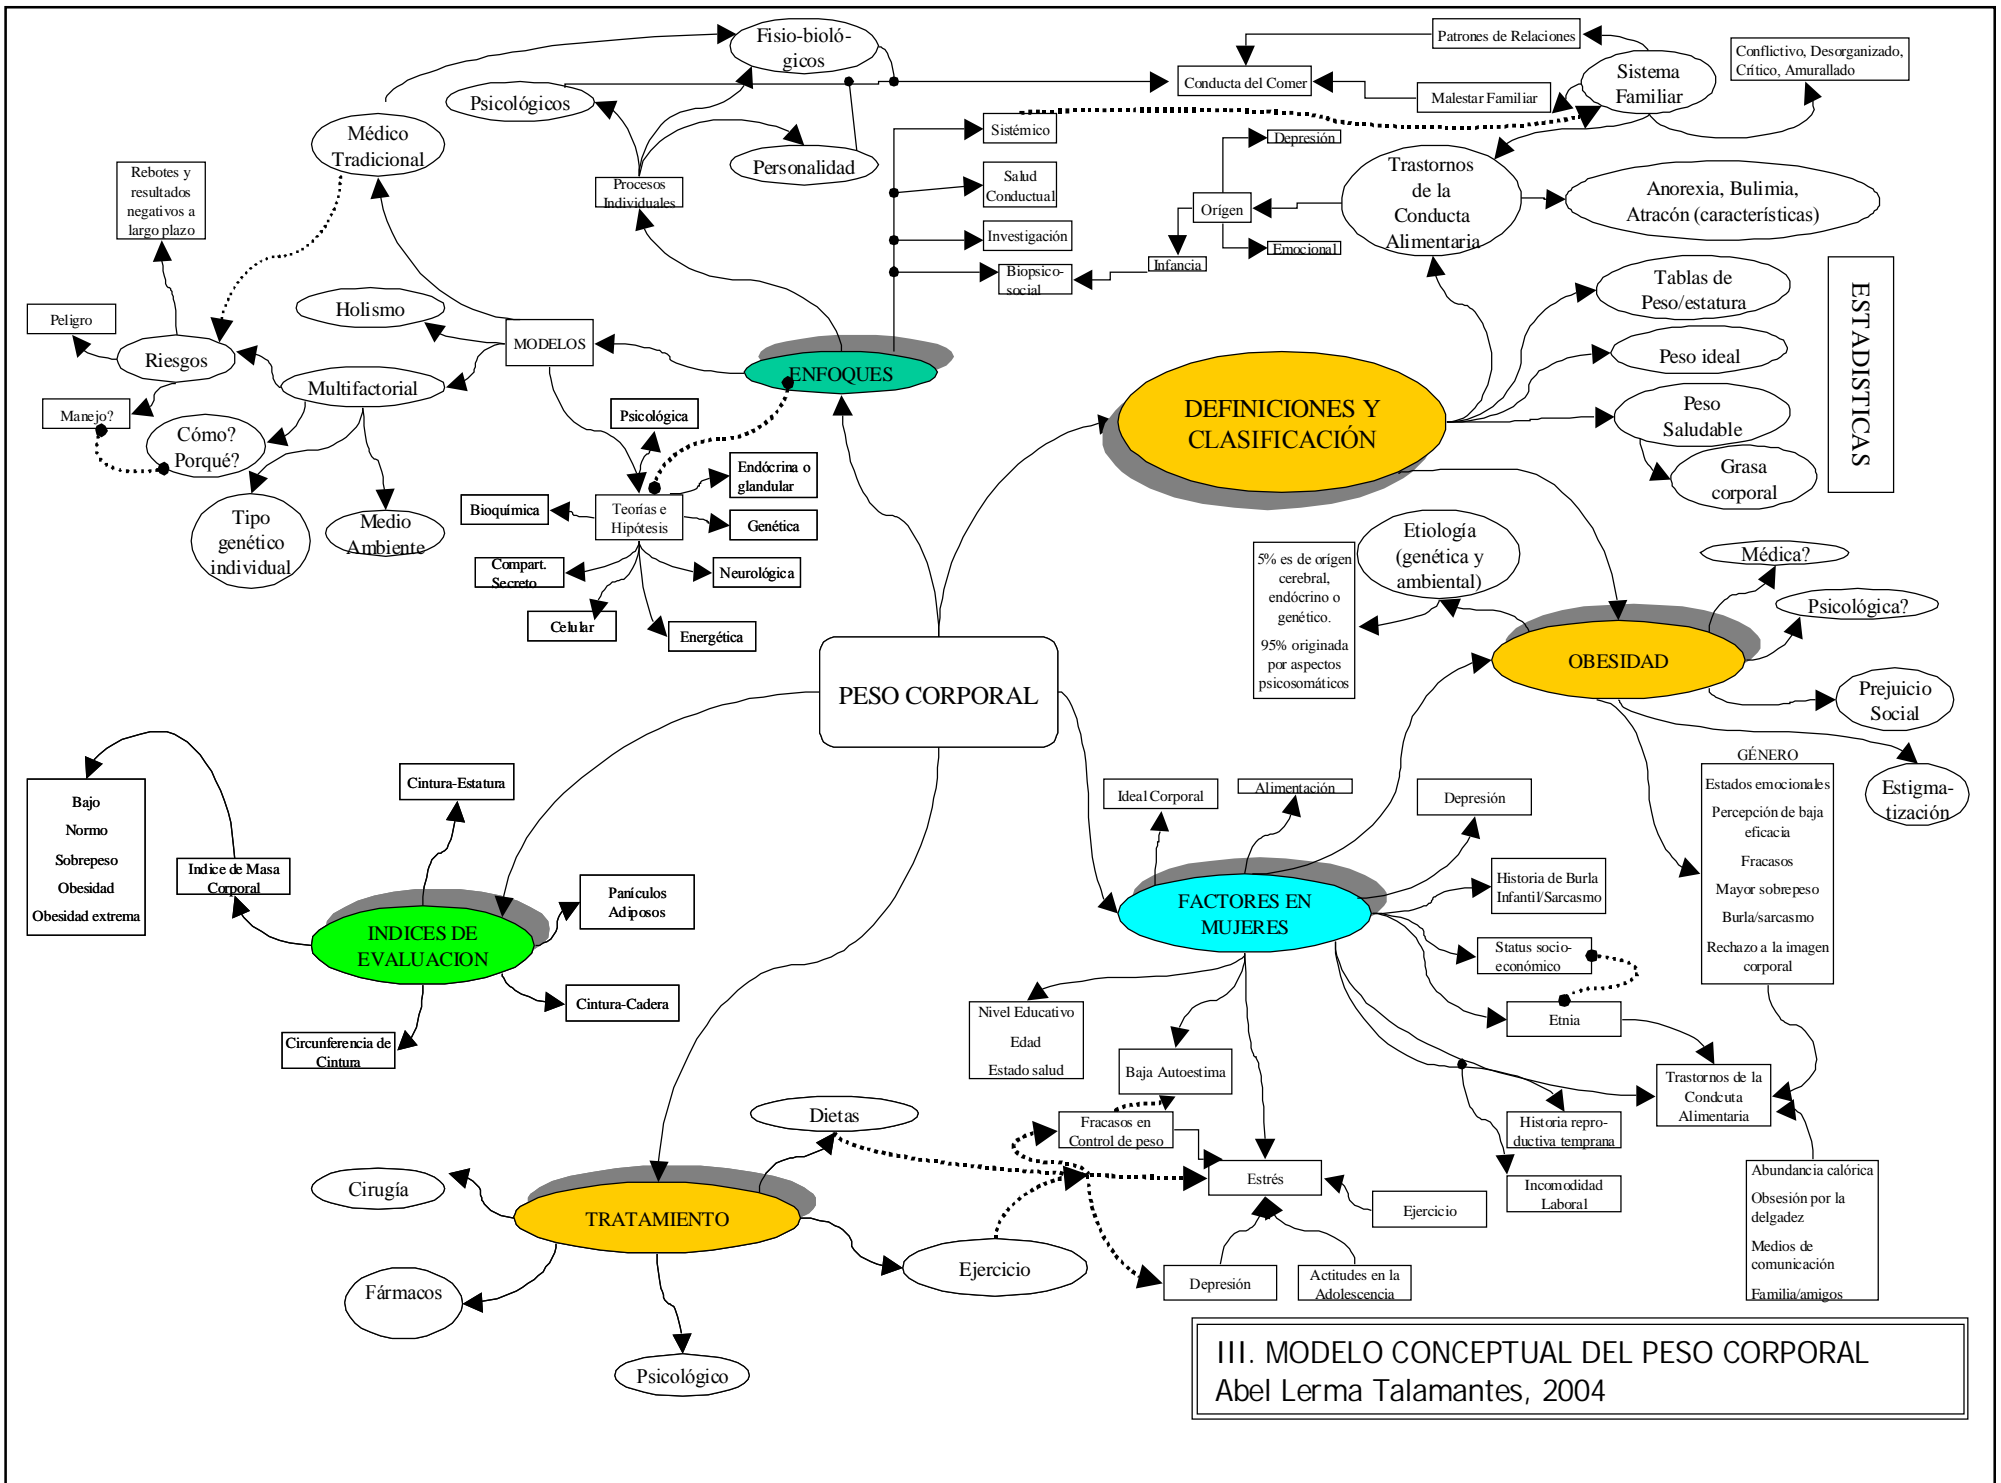 Fisio-bioló-
gicos
Psicológicos
Médico
Tradicional
Personalidad
Procesos
Individuales
Rebotes y
resultados
negativos a
largo plazo
Peligro
Riesgos
Manejo?
Holismo
MODELOS
Multifactorial
Cómo?
Porqué?
Tipo
genético
individual
Medio
Ambiente
ENFOQUES
Psicológica
Endócrina o
glandular
Bioquímica
Teorías e
Hipótesis
Genética
Compart.
Secreto
Neurológica
Celular
Energética
Sistémico
Salud
Conductual
Investigación
Biopsico-
social
Patrones de Relaciones
Conducta del Comer
Malestar Familiar
Sistema
Familiar
Conflictivo, Desorganizado,
Crítico, Amurallado
Depresión
Orígen
Emocional
Infancia
Trastornos
de la
Conducta
Alimentaria
Anorexia, Bulimia,
Atracón (características)
Tablas de
Peso/estatura
Peso ideal
Peso
Saludable
Grasa
corporal
ESTADISTICAS
DEFINICIONES Y
CLASIFICACIÓN
Etiología
(genética y
ambiental)
5% es de orígen
cerebral,
endócrino o
genético.
95% originada
por aspectos
psicosomáticos
Médica?
Psicológica?
OBESIDAD
Prejuicio
Social
Estigma-
tización
PESO CORPORAL
GÉNERO
Estados emocionales
Percepción de baja
eficacia
Fracasos
Mayor sobrepeso
Burla/sarcasmo
Rechazo a la imagen
corporal
Bajo
Normo
Sobrepeso
Obesidad
Obesidad extrema
Indice de Masa
Corporal
Cintura-Estatura
Panículos
Adiposos
INDICES DE
EVALUACION
Cintura-Cadera
Circunferencia de
Cintura
Ideal Corporal
Alimentación
Depresión
Historia de Burla
Infantil/Sarcasmo
FACTORES EN
MUJERES
Status socio-
económico
Etnia
Nivel Educativo
Edad
Estado salud
Baja Autoestima
Fracasos en
Control de peso
Estrés
Ejercicio
Depresión
Actitudes en la
Adolescencia
Trastornos de la
Condcuta
Alimentaria
Historia repro-
ductiva temprana
Incomodidad
Laboral
Abundancia calórica
Obsesión por la
delgadez
Medios de
comunicación
Familia/amigos
Dietas
Cirugía
TRATAMIENTO
Ejercicio
Fármacos
Psicológico
III. MODELO CONCEPTUAL DEL PESO CORPORAL
Abel Lerma Talamantes, 2004